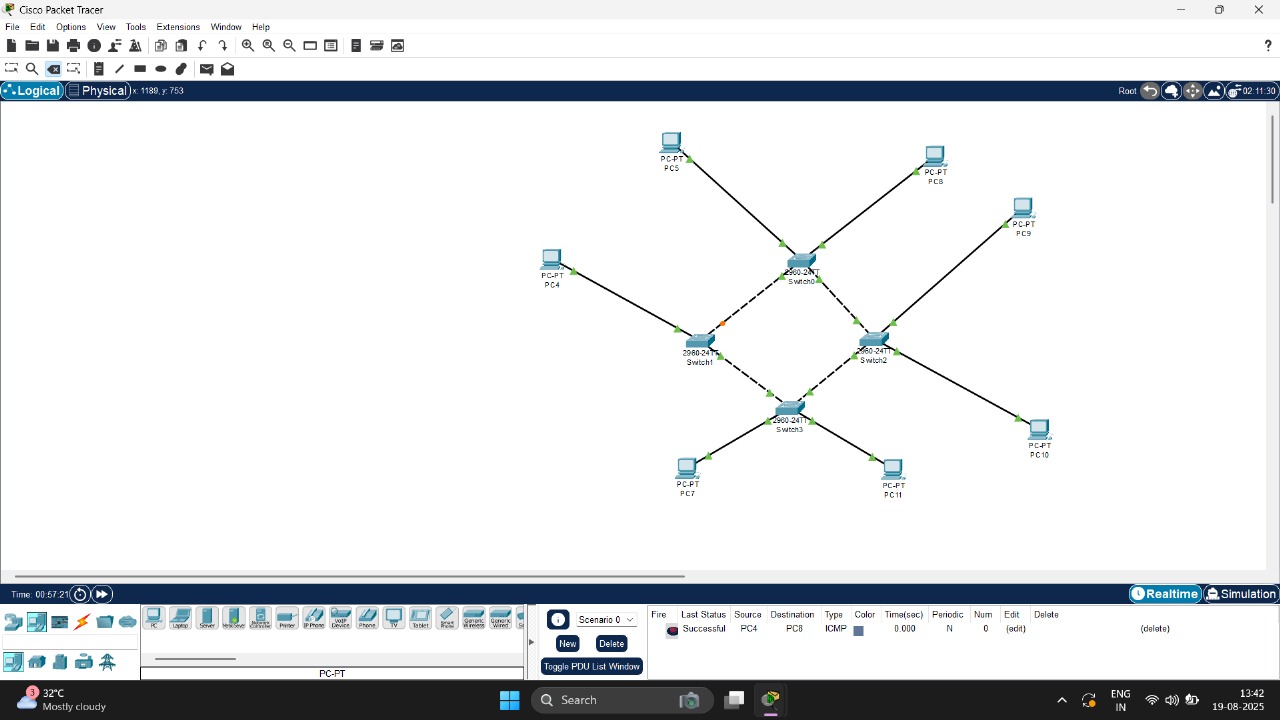 Cisco Packet Tracer
File Edit Options View Tools Extensions Window Help
?
Logical Physical x: 1189, y: 753 Root 02:11:30
PC-PT
PC5
PC-PT
PC8
PC-PT
PC9
PC-PT
PC4
2960-24TT
Switch0
2960-24TT
Switch1
2960-24TT
Switch2
2960-24TT
Switch3
PC-PT
PC10
PC-PT
PC7
PC-PT
PC11
Time: 00:57:21 Realtime Simulation
PC Laptop Server Printer IP Phone VoIP Device Phone TV Tablet Smart Phone Generic Wireless Generic Wired
PC-PT
Scenario 0
New Delete
Toggle PDU List Window
Fire Last Status Source Destination Type Color Time(sec) Periodic Num Edit Delete
Successful PC4 PC8 ICMP 0.000 N 0 (edit) (delete)
3 32°C
Mostly cloudy
Search
ENG
IN
13:42
19-08-2025